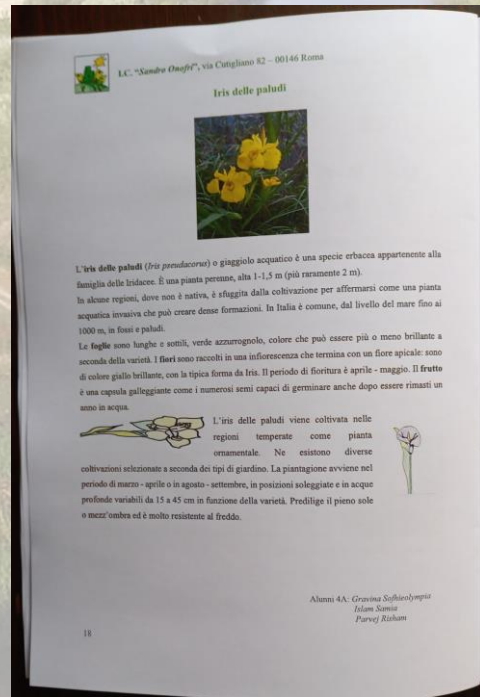 I.C. "Sandro Onofri", via Cutigliano 82 – 00146 Roma
Iris delle paludi
L'iris delle paludi (Iris pseudacorus) o giaggiolo acquatico è una specie erbacea appartenente alla
famiglia delle Iridacee. È una pianta perenne, alta 1-1,5 m (più raramente 2 m).
In alcune regioni, dove non è nativa, è sfuggita dalla coltivazione per affermarsi come una pianta
acquatica invasiva che può creare dense formazioni. In Italia è comune, dal livello del mare fino ai
1000 m, in fossi e paludi.
Le foglie sono lunghe e sottili, verde azzurrognolo, colore che può essere più o meno brillante a
seconda della varietà. I fiori sono raccolti in una infiorescenza che termina con un fiore apicale: sono
di colore giallo brillante, con la tipica forma da Iris. Il periodo di fioritura è aprile - maggio. Il frutto
è una capsula galleggiante come i numerosi semi capaci di germinare anche dopo essere rimasti un
anno in acqua.
L'iris delle paludi viene coltivata nelle
regioni temperate come pianta
ornamentale. Ne esistono diverse
coltivazioni selezionate a seconda dei tipi di giardino. La piantagione avviene nel
periodo di marzo - aprile o in agosto - settembre, in posizioni soleggiate e in acque
profonde variabili da 15 a 45 cm in funzione della varietà. Predilige il pieno sole
o mezz'ombra ed è molto resistente al freddo.
Alunni 4A: Gravina Sofhieolympia
Islam Samia
Parvej Risham
18